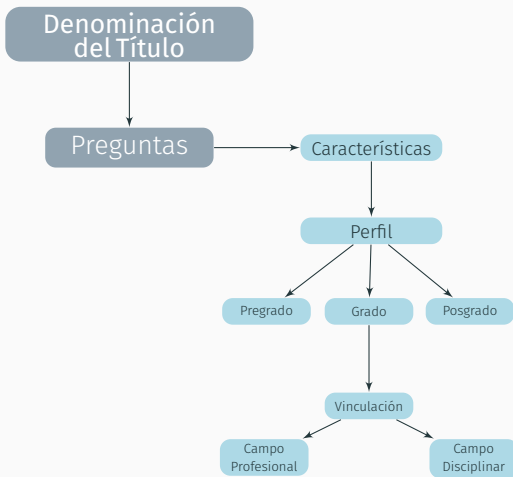 Denominación
del Título
Preguntas
Características
Perfil
Pregrado
Grado
Posgrado
Vinculación
Campo
Profesional
Campo
Disciplinar